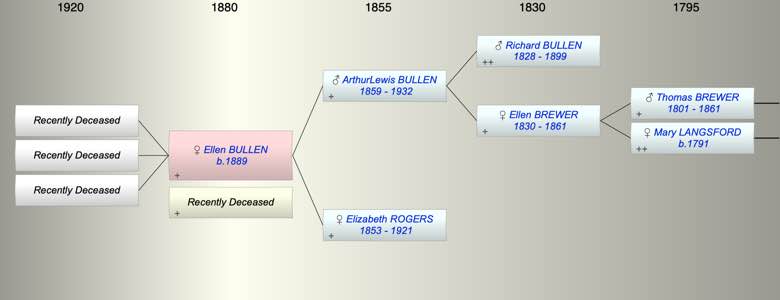 1920 1880 1855 1830 1795
Recently Deceased
Recently Deceased
Recently Deceased
♀ Ellen BULLEN
b.1889
+
Recently Deceased
+
♂ ArthurLewis BULLEN
1859 - 1932
+
♀ Elizabeth ROGERS
1853 - 1921
+
♂ Richard BULLEN
1828 - 1899
++
♀ Ellen BREWER
1830 - 1861
+
♂ Thomas BREWER
1801 - 1861
+
♀ Mary LANGSFORD
b.1791
++